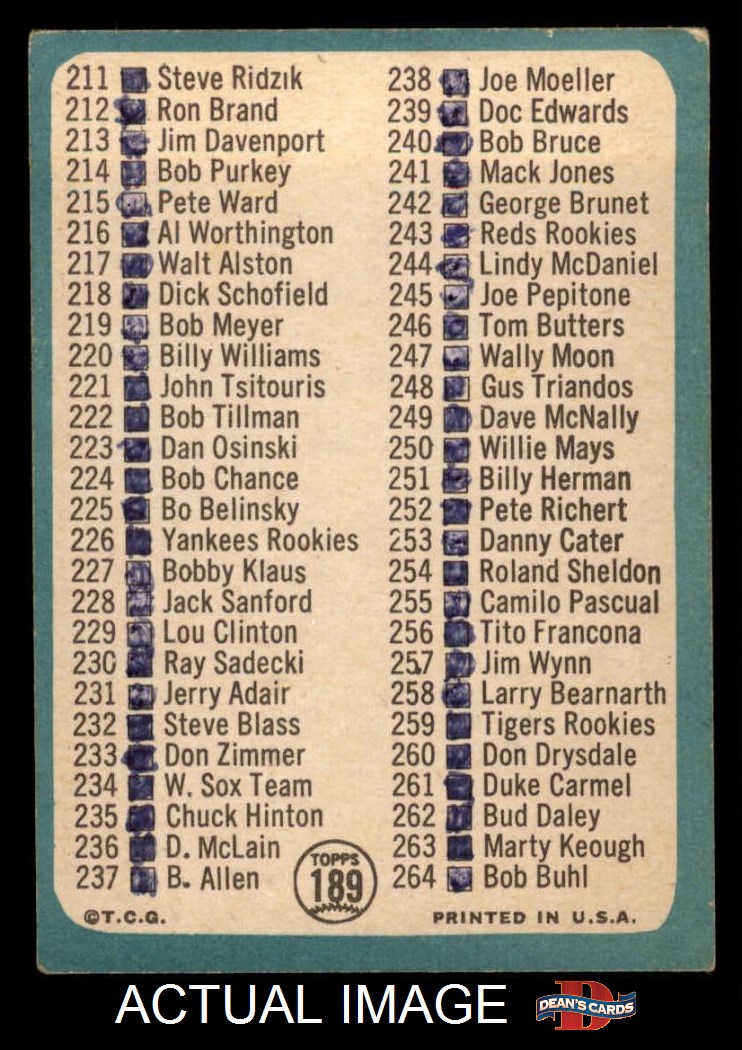 211 Steve Ridzik
212 Ron Brand
213 Jim Davenport
214 Bob Purkey
215 Pete Ward
216 Al Worthington
217 Walt Alston
218 Dick Schofield
219 Bob Meyer
220 Billy Williams
221 John Tsitouris
222 Bob Tillman
223 Dan Osinski
224 Bob Chance
225 Bo Belinsky
226 Yankees Rookies
227 Bobby Klaus
228 Jack Sanford
229 Lou Clinton
230 Ray Sadecki
231 Jerry Adair
232 Steve Blass
233 Don Zimmer
234 W. Sox Team
235 Chuck Hinton
236 D. McLain
237 B. Allen
238 Joe Moeller
239 Doc Edwards
240 Bob Bruce
241 Mack Jones
242 George Brunet
243 Reds Rookies
244 Lindy McDaniel
245 Joe Pepitone
246 Tom Butters
247 Wally Moon
248 Gus Triandos
249 Dave McNally
250 Willie Mays
251 Billy Herman
252 Pete Richert
253 Danny Cater
254 Roland Sheldon
255 Camilo Pascual
256 Tito Francona
257 Jim Wynn
258 Larry Bearnarth
259 Tigers Rookies
260 Don Drysdale
261 Duke Carmel
262 Bud Daley
263 Marty Keough
264 Bob Buhl
TOPPS
189
©T.C.G.
PRINTED IN U.S.A.
ACTUAL IMAGE
D
DEAN'S CARDS